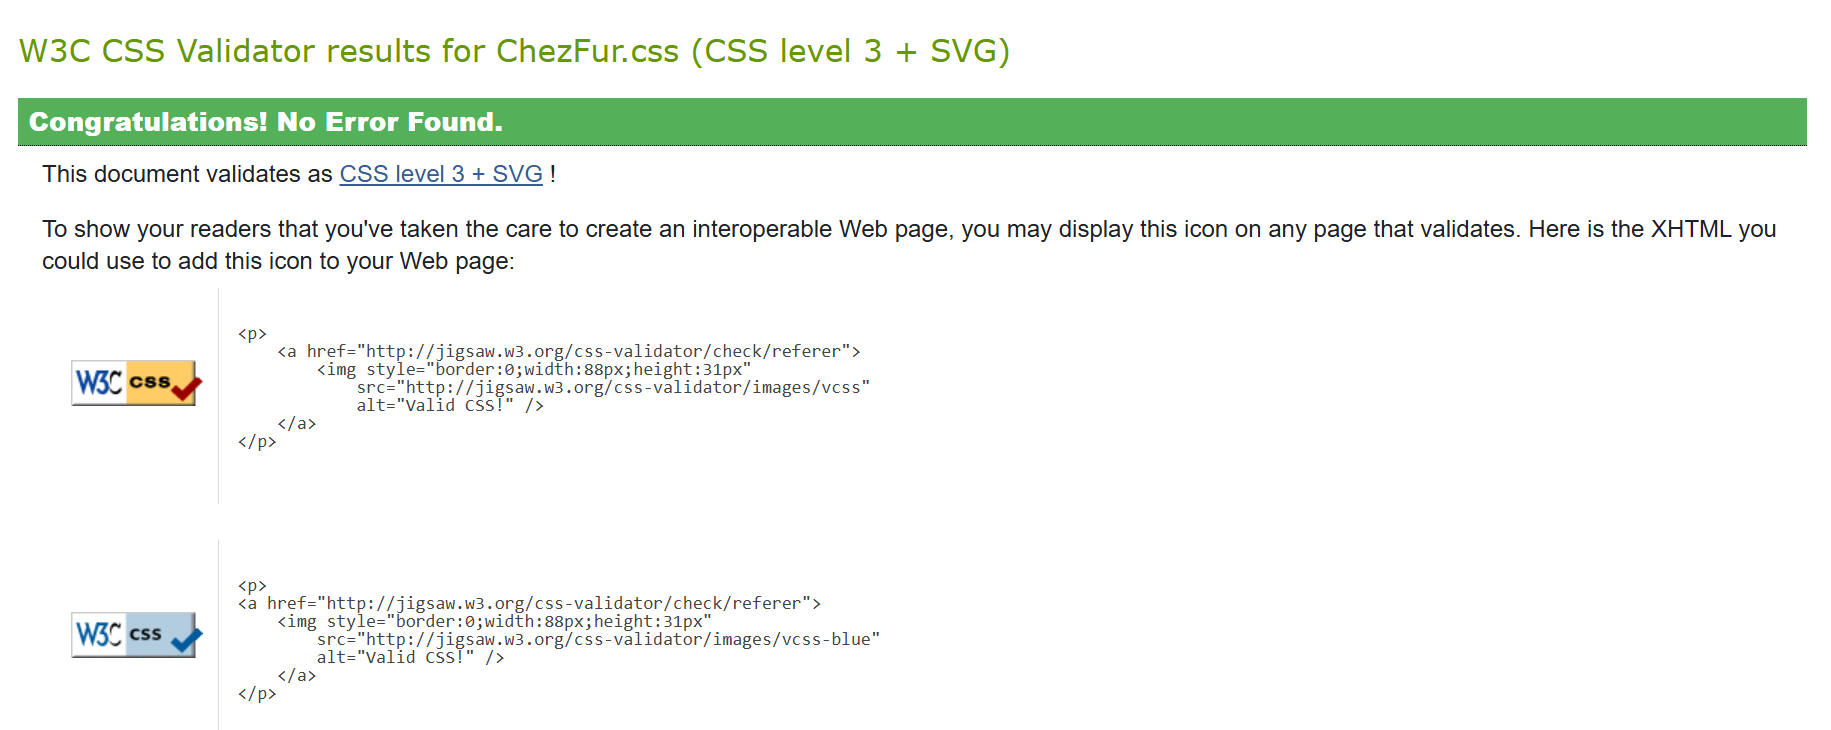 W3C CSS Validator results for ChezFur.css (CSS level 3 + SVG)
Congratulations! No Error Found.
This document validates as CSS level 3 + SVG !
To show your readers that you've taken the care to create an interoperable Web page, you may display this icon on any page that validates. Here is the XHTML you
could use to add this icon to your Web page:
<p>
    <a href="http://jigsaw.w3.org/css-validator/check/referer">
        <img style="border:0;width:88px;height:31px"
W3C css
            src="http://jigsaw.w3.org/css-validator/images/vcss"
            alt="Valid CSS!" />
    </a>
</p>
<p>
<a href="http://jigsaw.w3.org/css-validator/check/referer">
    <img style="border:0;width:88px;height:31px"
W3C css
        src="http://jigsaw.w3.org/css-validator/images/vcss-blue"
        alt="Valid CSS!" />
    </a>
</p>